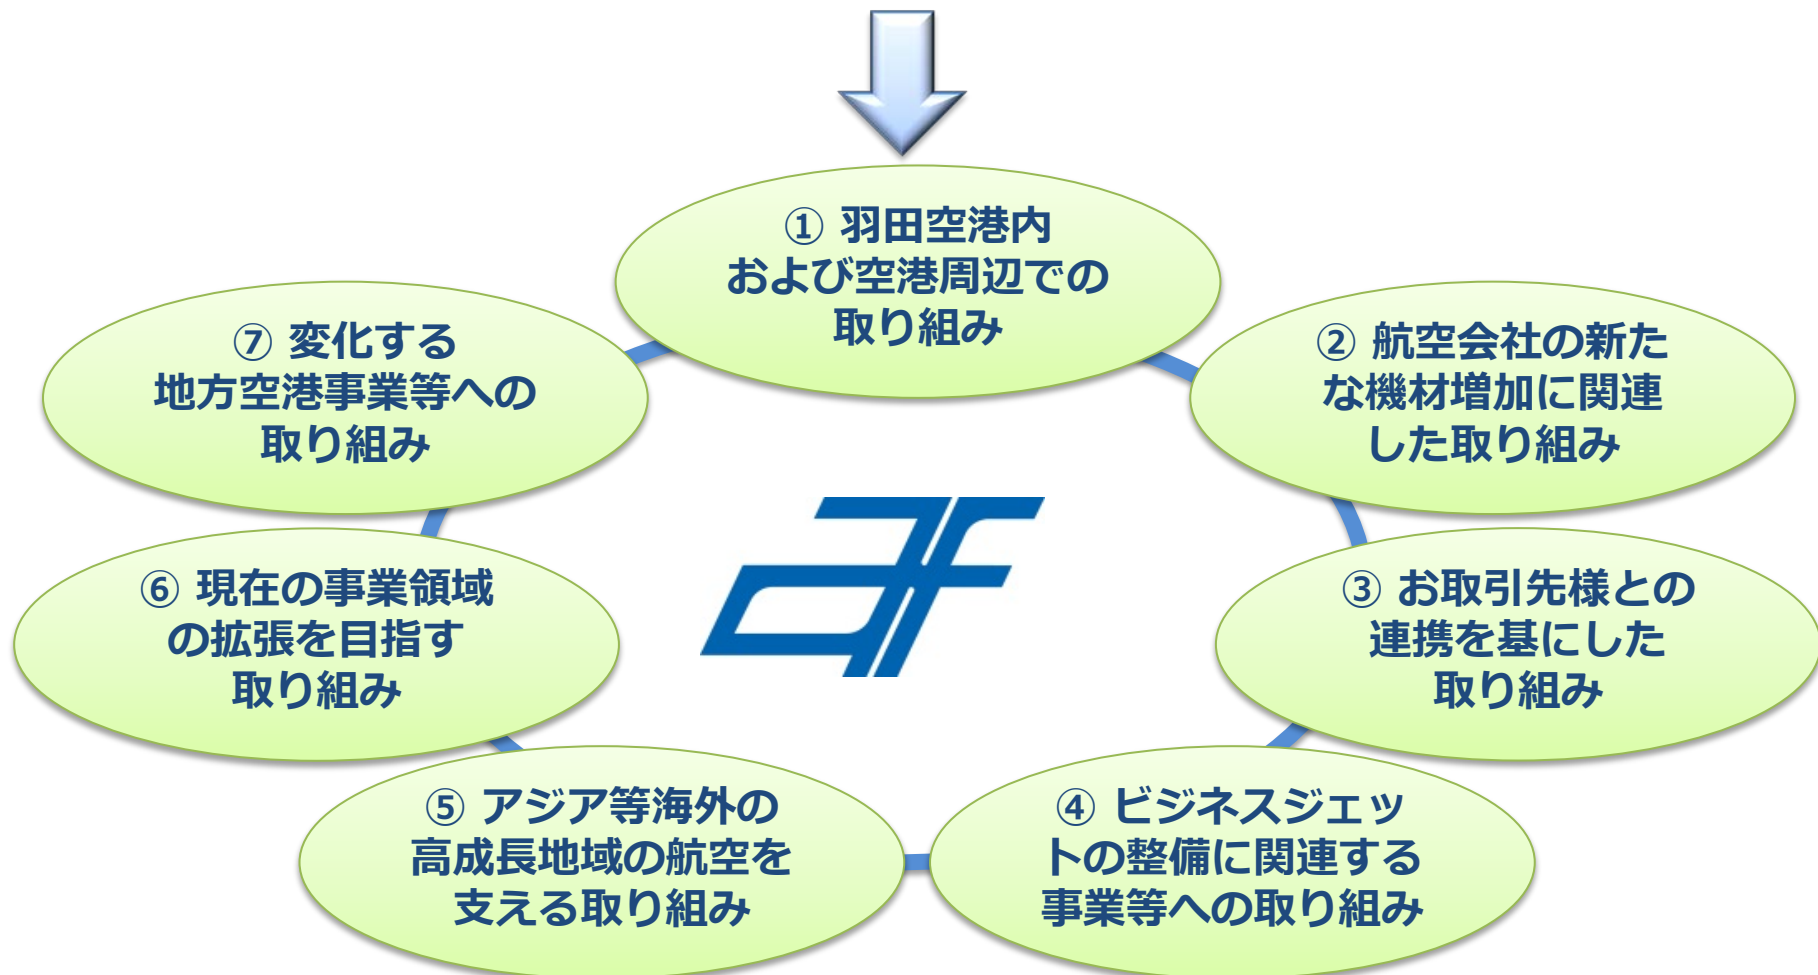 ① 羽田空港内
および空港周辺での
取り組み
② 航空会社の新た
な機材増加に関連
した取り組み
③ お取引先様との
連携を基にした
取り組み
④ ビジネスジェッ
トの整備に関連する
事業等への取り組み
⑤ アジア等海外の
高成長地域の航空を
支える取り組み
⑥ 現在の事業領域
の拡張を目指す
取り組み
⑦ 変化する
地方空港事業等への
取り組み